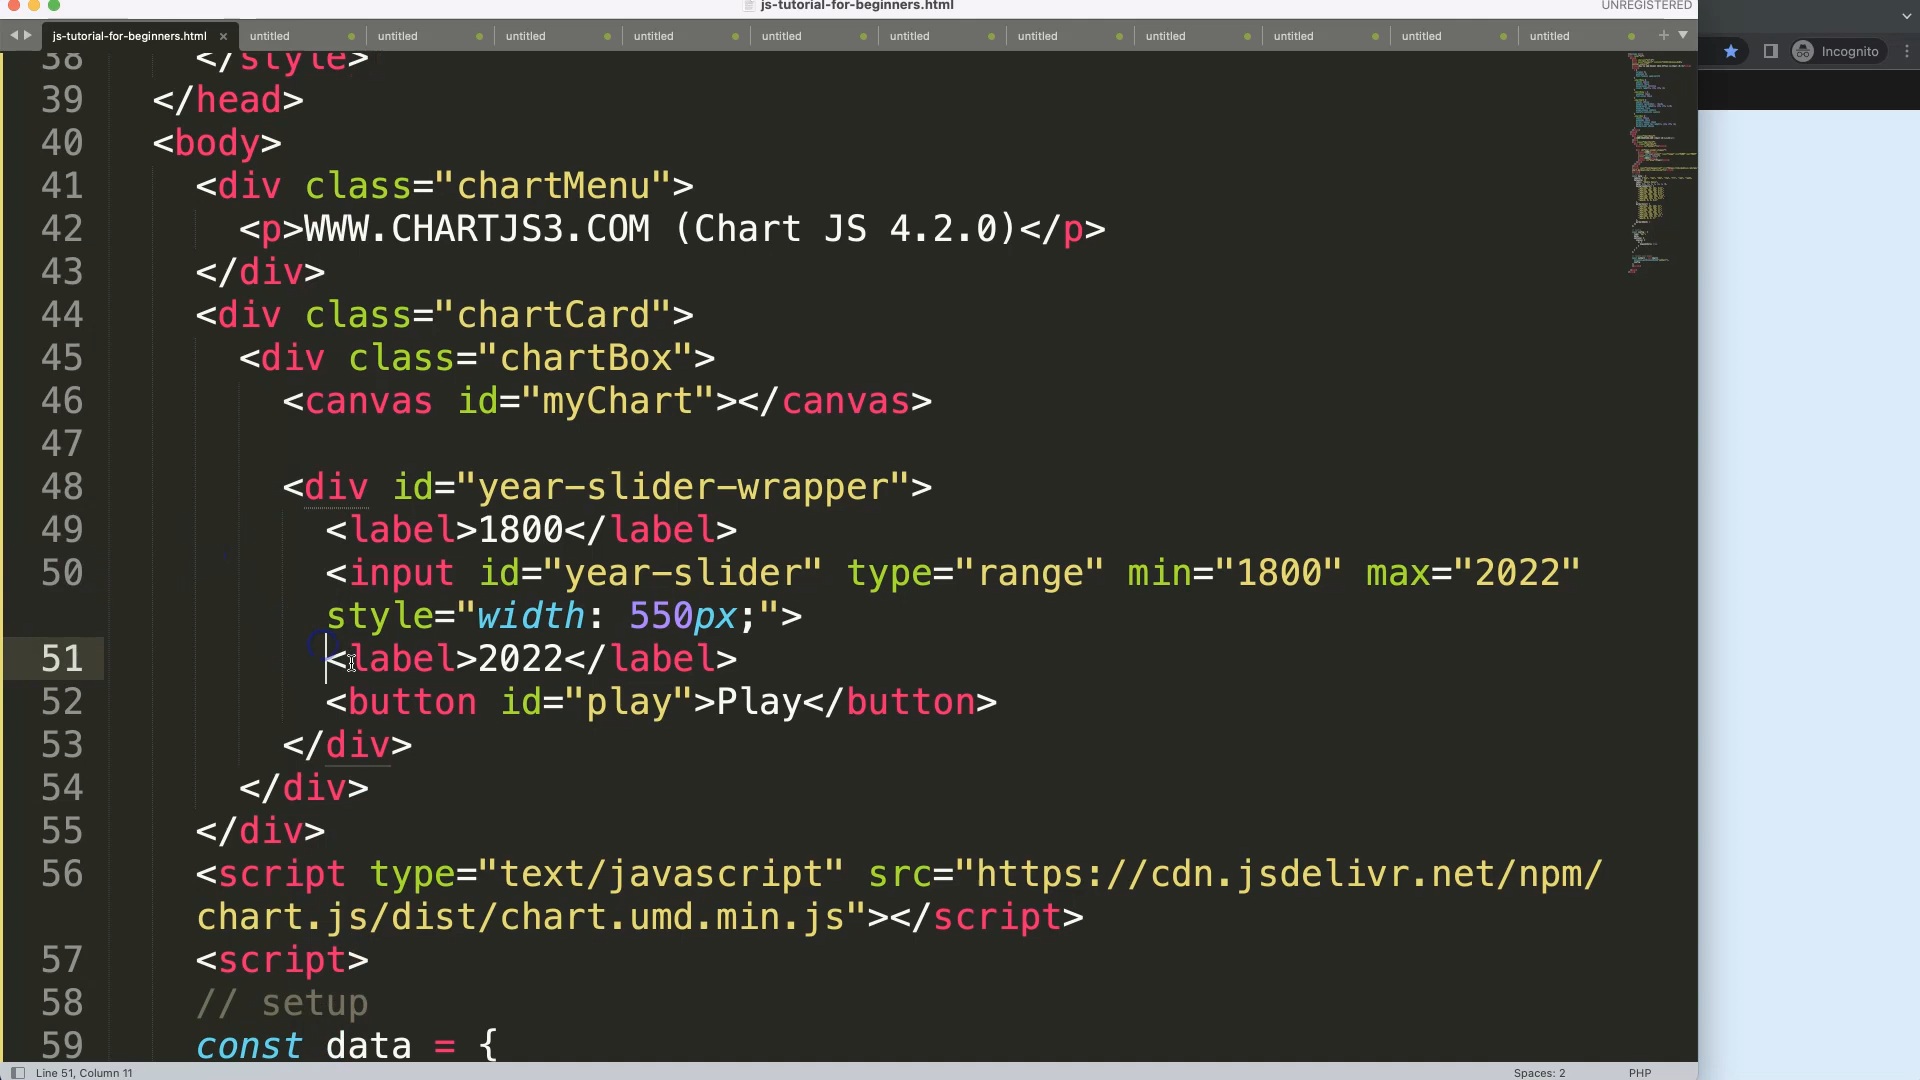 js-tutorial-for-beginners.html
UNREGISTERED
js-tutorial-for-beginners.html × untitled untitled untitled untitled untitled untitled untitled untitled untitled untitled untitled +
Incognito
38 </style>
39 </head>
40 <body>
41 <div class="chartMenu">
42 <p>WWW.CHARTJS3.COM (Chart JS 4.2.0)</p>
43 </div>
44 <div class="chartCard">
45 <div class="chartBox">
46 <canvas id="myChart"></canvas>
47
48 <div id="year-slider-wrapper">
49 <label>1800</label>
50 <input id="year-slider" type="range" min="1800" max="2022"
style="width: 550px;">
51 <label>2022</label>
52 <button id="play">Play</button>
53 </div>
54 </div>
55 </div>
56 <script type="text/javascript" src="https://cdn.jsdelivr.net/npm/
chart.js/dist/chart.umd.min.js"></script>
57 <script>
58 // setup
59 const data = {
Line 51, Column 11
Spaces: 2
PHP